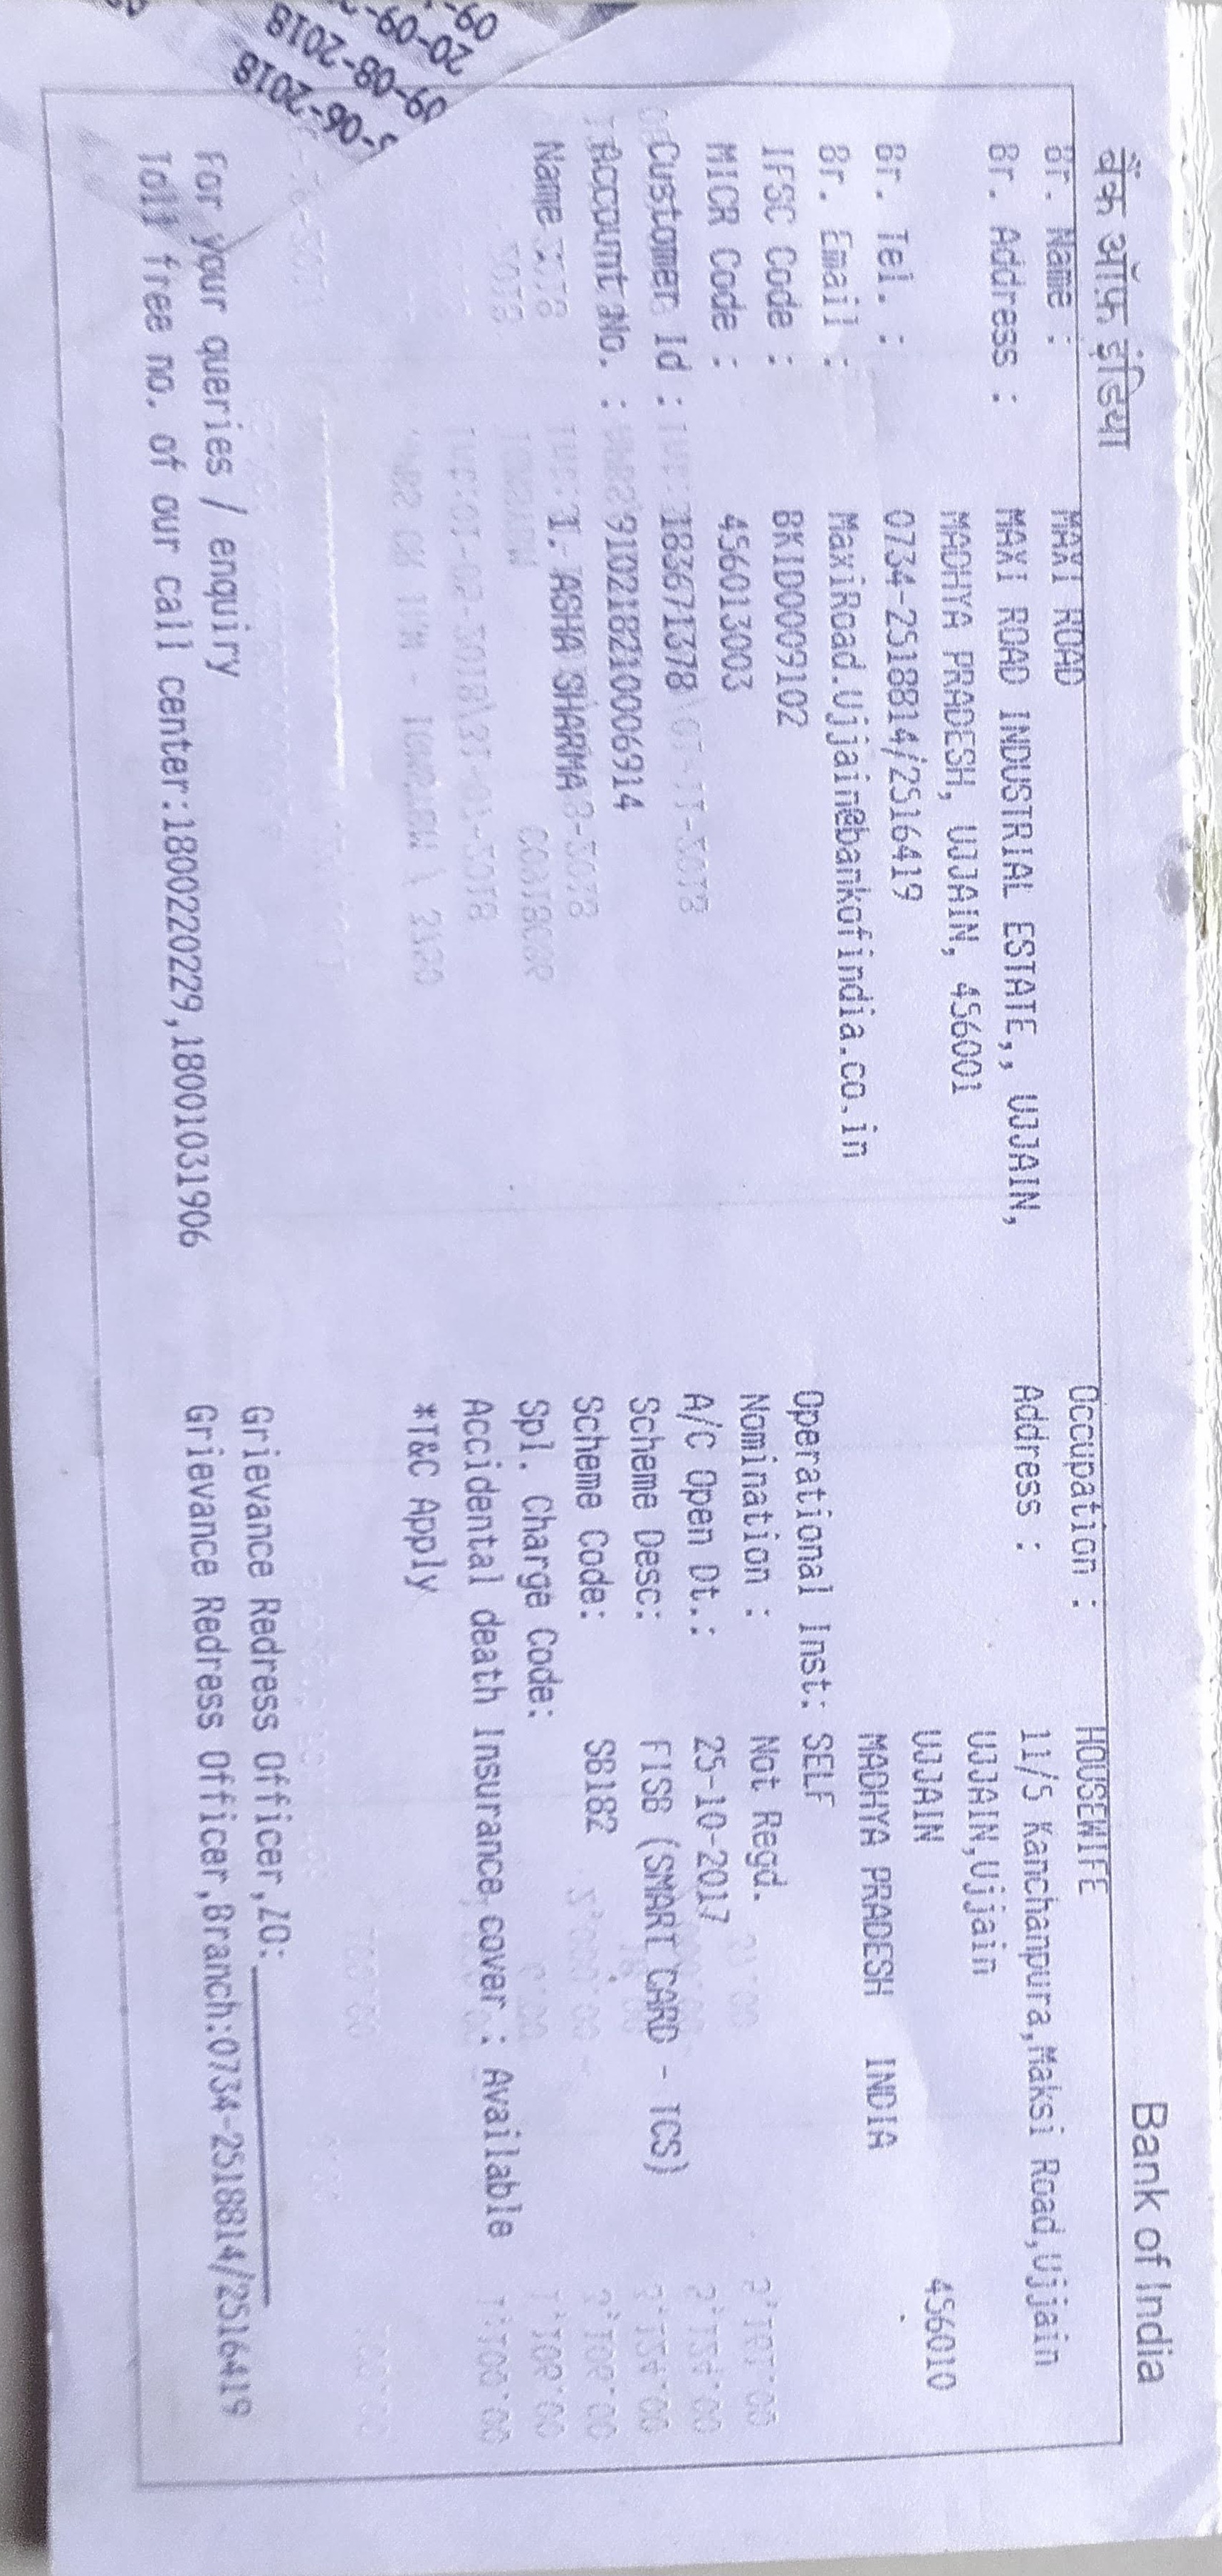 बैंक ऑफ़ इंडिया Bank of India
Br. Name : MAXI ROAD
Br. Address : MAXI ROAD INDUSTRIAL ESTATE,, UJJAIN,
MADHYA PRADESH, UJJAIN, 456001
Br. Tel. : 0734-2518814/2516419
Br. Email : MaxiRoad.Ujjain@bankofindia.co.in
IFSC Code : BKID0009102
MICR Code : 456013003
Customer Id : 183671378
Account No. : 910218210006914
Name 1. ASHA SHARMA
For your queries / enquiry
Toll free no. of our call center:1800220229,18001031906
Occupation : HOUSEWIFE
Address : 11/5 Kanchanpura,Maksi Road,Ujjain
UJJAIN,Ujjain
UJJAIN 456010
MADHYA PRADESH INDIA
Operational Inst: SELF
Nomination : Not Regd.
A/C Open Dt.: 25-10-2017
Scheme Desc: FISB (SMART CARD - TCS)
Scheme Code: SB182
Spl. Charge Code:
Accidental death Insurance cover : Available
*T&C Apply
Grievance Redress Officer,ZO:
Grievance Redress Officer,Branch:0734-2518814/2516419
-06-2018
09-08-2018
20-09-
09-